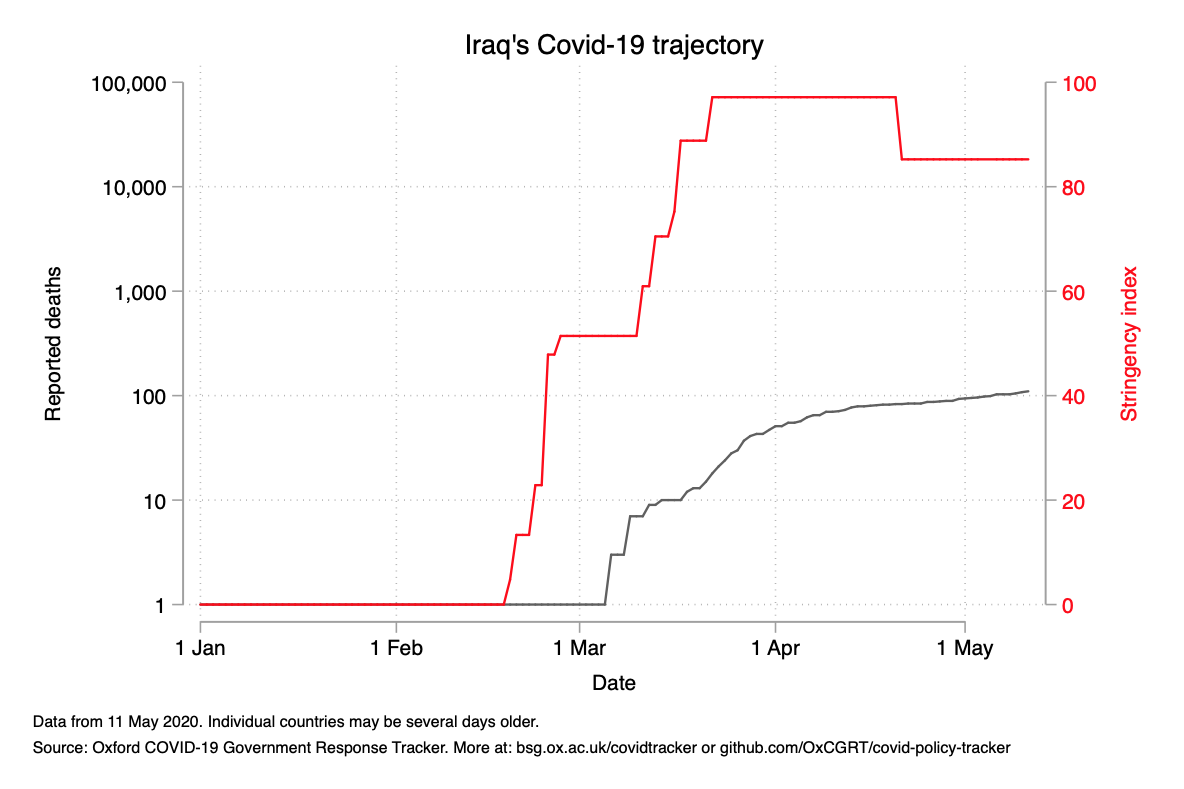 Iraq's Covid-19 trajectory
100,000
10,000
1,000
100
10
1
Reported deaths
100
80
60
40
20
0
Stringency index
1 Jan
1 Feb
1 Mar
1 Apr
1 May
Date
Data from 11 May 2020. Individual countries may be several days older.
Source: Oxford COVID-19 Government Response Tracker. More at: bsg.ox.ac.uk/covidtracker or github.com/OxCGRT/covid-policy-tracker